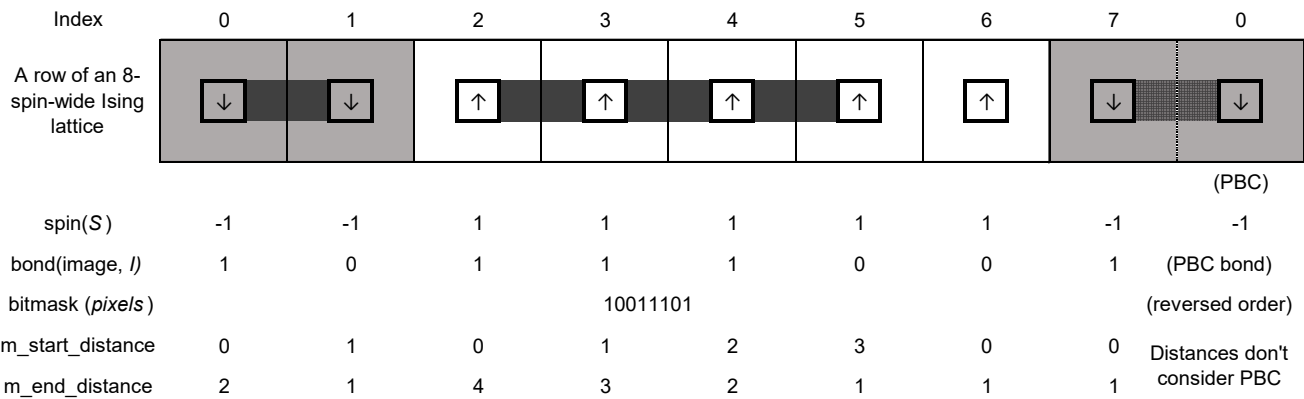 Index 0 1 2 3 4 5 6 7 0
A row of an 8-
spin-wide Ising
lattice
↓ ↓ ↑ ↑ ↑ ↑ ↑ ↓ ↓
(PBC)
spin(S) -1 -1 1 1 1 1 1 -1 -1
bond(image, I) 1 0 1 1 1 0 0 1 (PBC bond)
bitmask (pixels) 10011101 (reversed order)
m_start_distance 0 1 0 1 2 3 0 0
Distances don't
consider PBC
m_end_distance 2 1 4 3 2 1 1 1